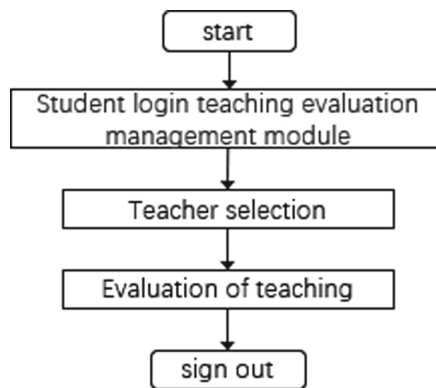 start
Student login teaching evaluation
management module
Teacher selection
Evaluation of teaching
sign out